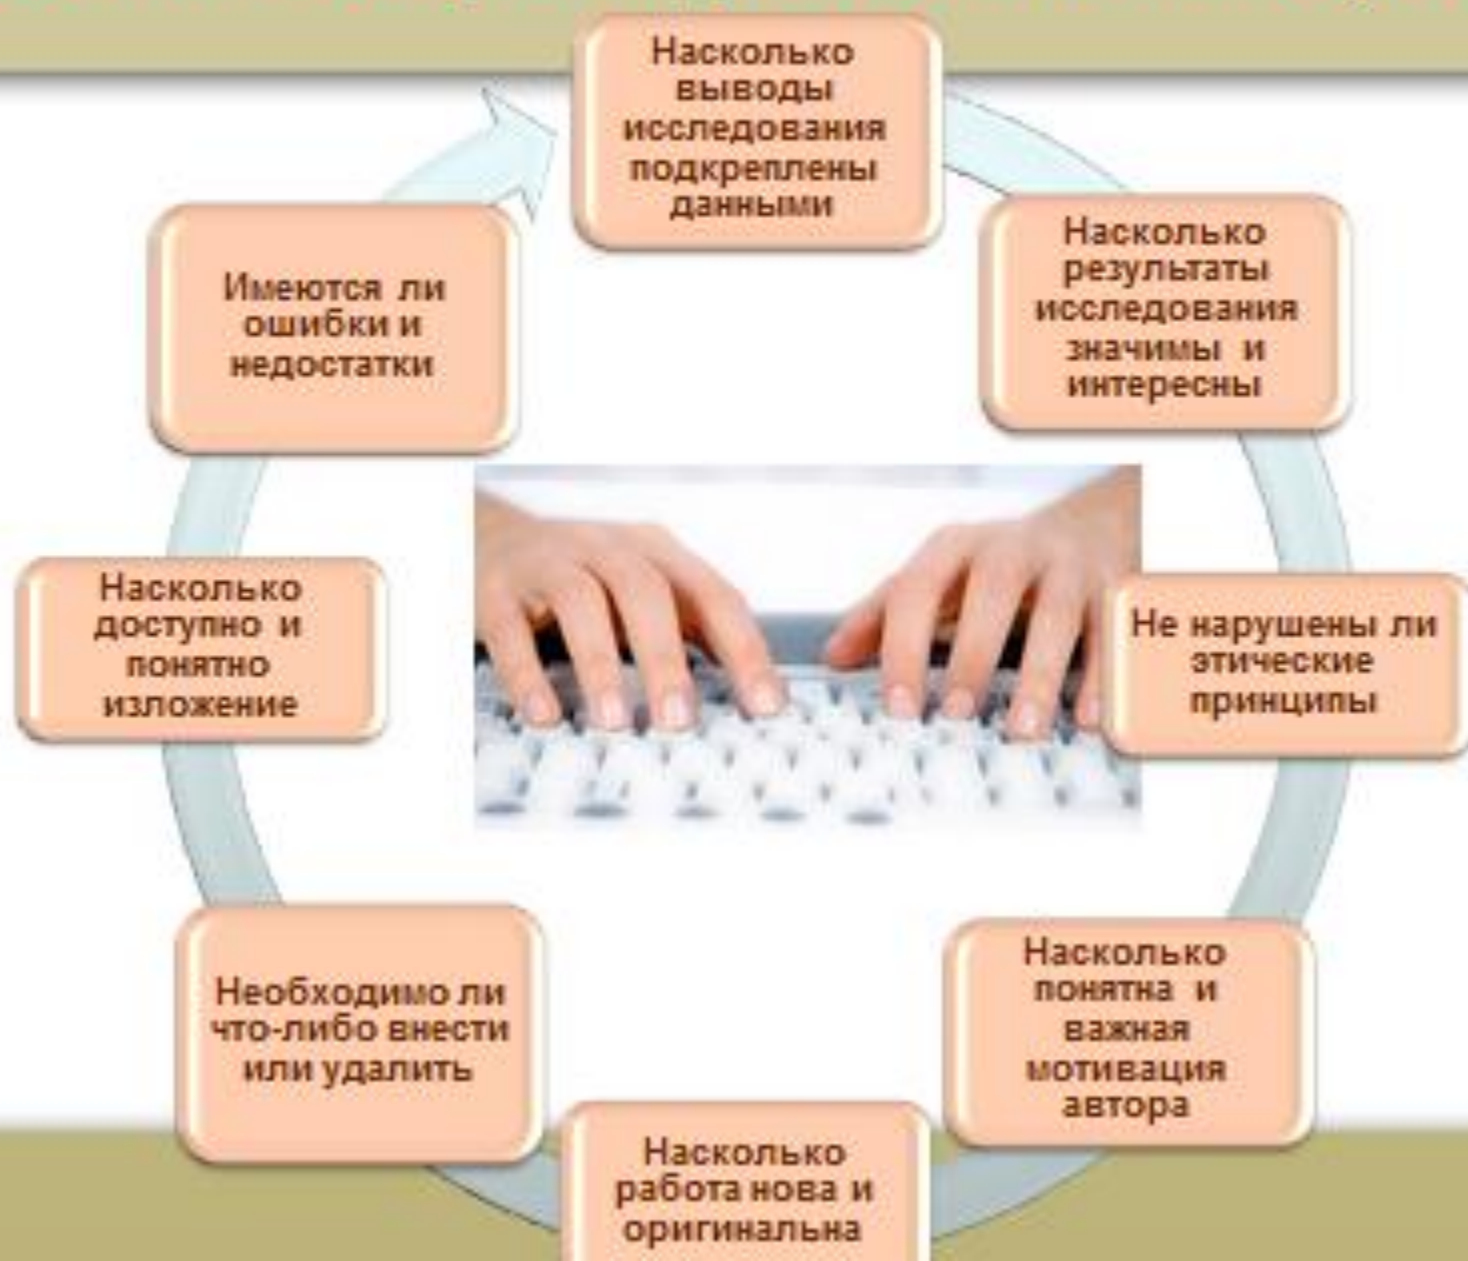 Насколько
выводы
исследования
подкреплены
данными
Насколько
результаты
исследования
значимы и
интересны
Не нарушены ли
этические
принципы
Насколько
понятна и
важная
мотивация
автора
Насколько
работа нова и
оригинальна
Необходимо ли
что-либо внести
или удалить
Насколько
доступно и
понятно
изложение
Имеются ли
ошибки и
недостатки